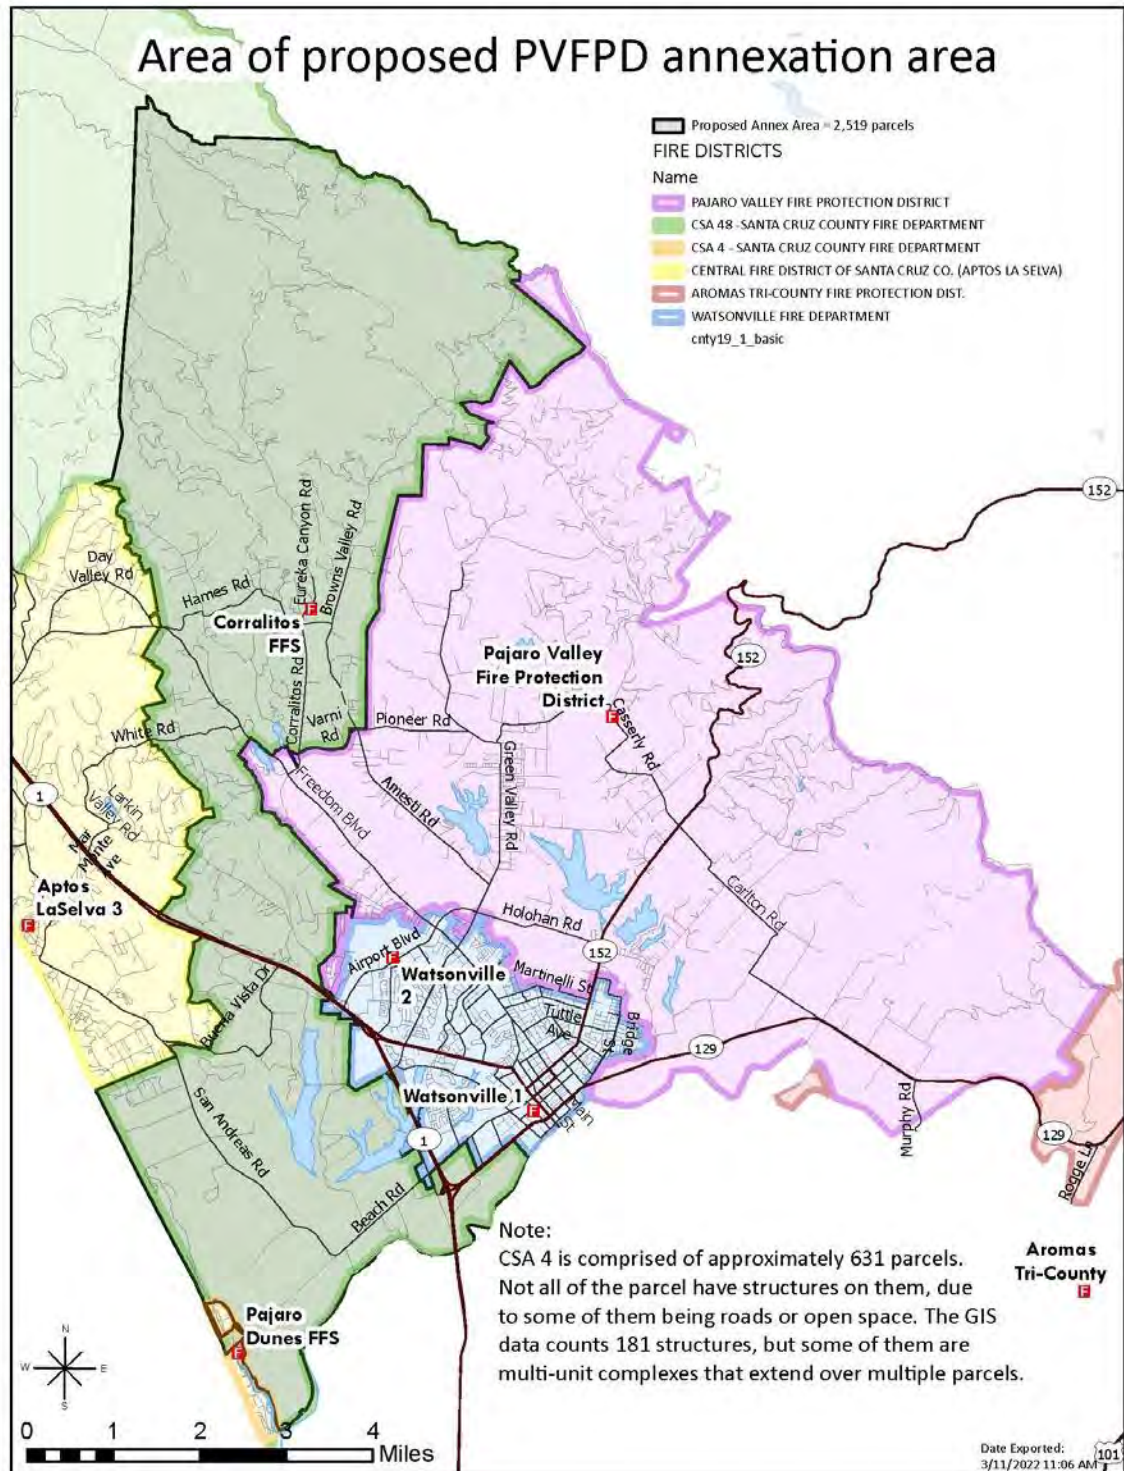 Area of proposed PVFPD annexation area
Proposed Annex Area = 2,519 parcels
FIRE DISTRICTS
Name
PAJARO VALLEY FIRE PROTECTION DISTRICT
CSA 48 - SANTA CRUZ COUNTY FIRE DEPARTMENT
CSA 4 - SANTA CRUZ COUNTY FIRE DEPARTMENT
CENTRAL FIRE DISTRICT OF SANTA CRUZ CO. (APTOS LA SELVA)
AROMAS TRI-COUNTY FIRE PROTECTION DIST.
WATSONVILLE FIRE DEPARTMENT
cnty19_1_basic
152
Day
Valley Rd
Hames Rd
Eureka Canyon Rd
Browns Valley Rd
F
Corralitos
FFS
Pajaro Valley
Fire Protection
District
F
152
Corralitos Rd
Varni
Rd
Pioneer Rd
Casserly Rd
White Rd
Green Valley Rd
Freedom Blvd
Amesti Rd
1
Larkin
Valley Rd
Mar
Monte
Ave
Aptos
LaSelva 3
F
Carlton Rd
Holohan Rd
152
Airport Blvd
F
Watsonville
2
Martinelli St
Buena Vista Dr
Tuttle
Ave
Bridge
St
129
Watsonville 1
F
Main
St
1
San Andreas Rd
Murphy Rd
129
Rogge Ln
Beach Rd
Note:
CSA 4 is comprised of approximately 631 parcels.
Not all of the parcel have structures on them, due
to some of them being roads or open space. The GIS
data counts 181 structures, but some of them are
multi-unit complexes that extend over multiple parcels.
Aromas
Tri-County
F
Pajaro
Dunes FFS
F
N
W E
S
0 1 2 3 4
Miles
Date Exported:
3/11/2022 11:06 AM
101